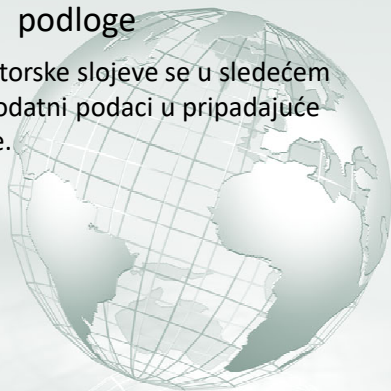 podloge
torske slojeve se u sledećem
odatni podaci u pripadajuće
e.